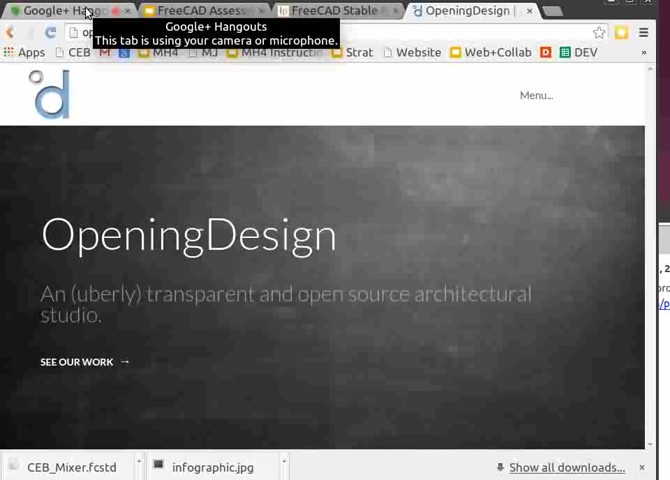 Google+ Hango
FreeCAD Assess
FreeCAD Stable
OpeningDesign |
Google+ Hangouts
This tab is using your camera or microphone.
Apps
CEB
MH4
MH4 Instructi
Strat
MJ
Website
Web+Collab
DEV
Menu...
OpeningDesign
An (uberly) transparent and open source architectural
studio.
SEE OUR WORK →
CEB_Mixer.fcstd
infographic.jpg
Show all downloads...